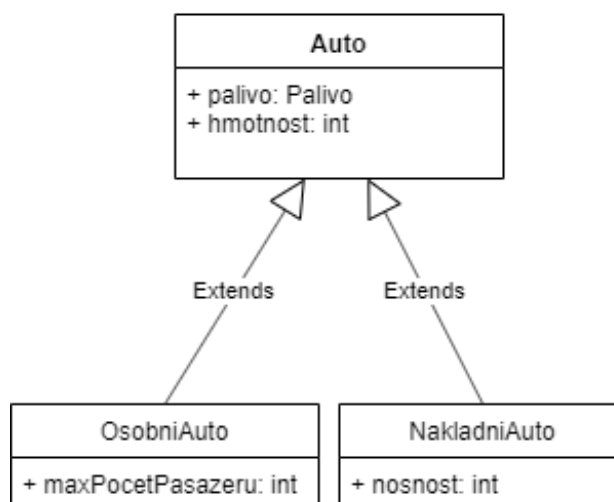 Auto
+ palivo: Palivo
+ hmotnost: int
Extends
Extends
OsobniAuto
+ maxPocetPasazeru: int
NakladniAuto
+ nosnost: int